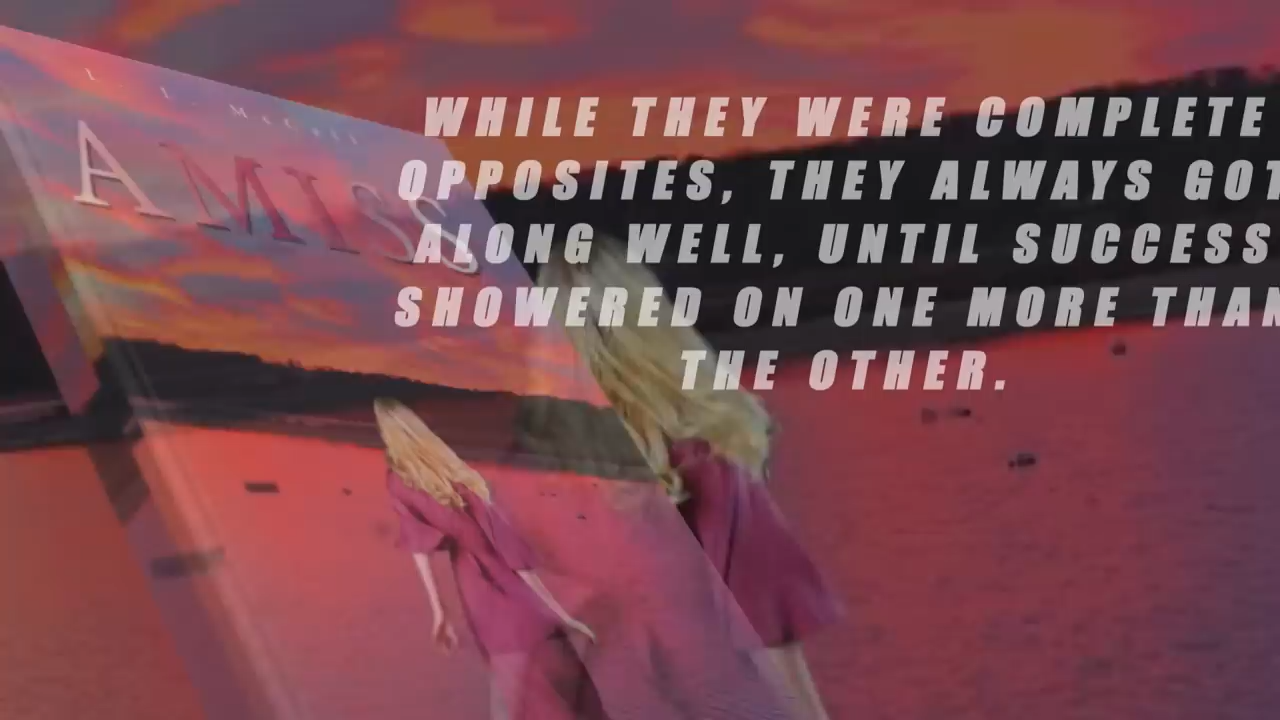 AMISS
WHILE THEY WERE COMPLETE
OPPOSITES, THEY ALWAYS GOT
ALONG WELL, UNTIL SUCCESS
SHOWERED ON ONE MORE THAN
THE OTHER.